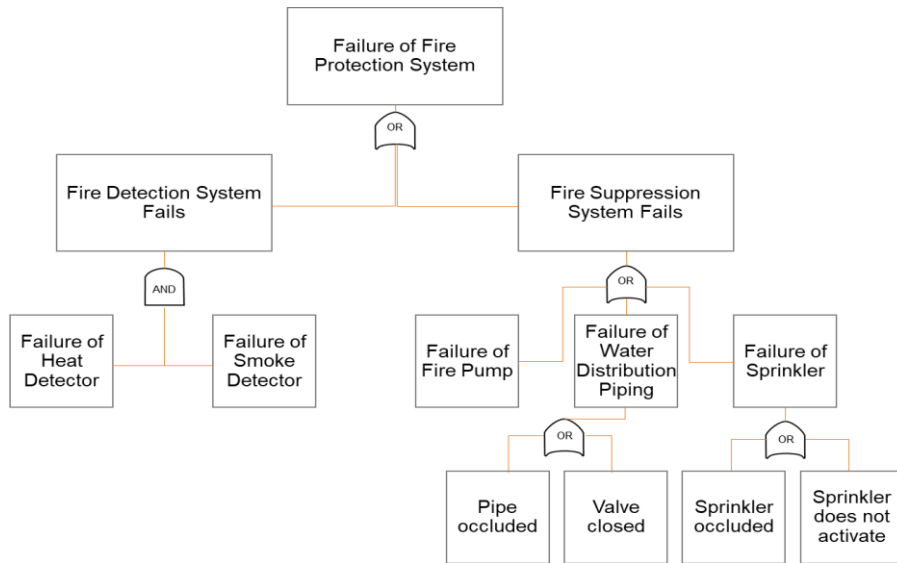 Failure of Fire
Protection System
OR
Fire Detection System
Fails
Fire Suppression
System Fails
AND
OR
Failure of
Heat
Detector
Failure of
Smoke
Detector
Failure of
Fire Pump
Failure of
Water
Distribution
Piping
Failure of
Sprinkler
OR
OR
Pipe
occluded
Valve
closed
Sprinkler
occluded
Sprinkler
does not
activate